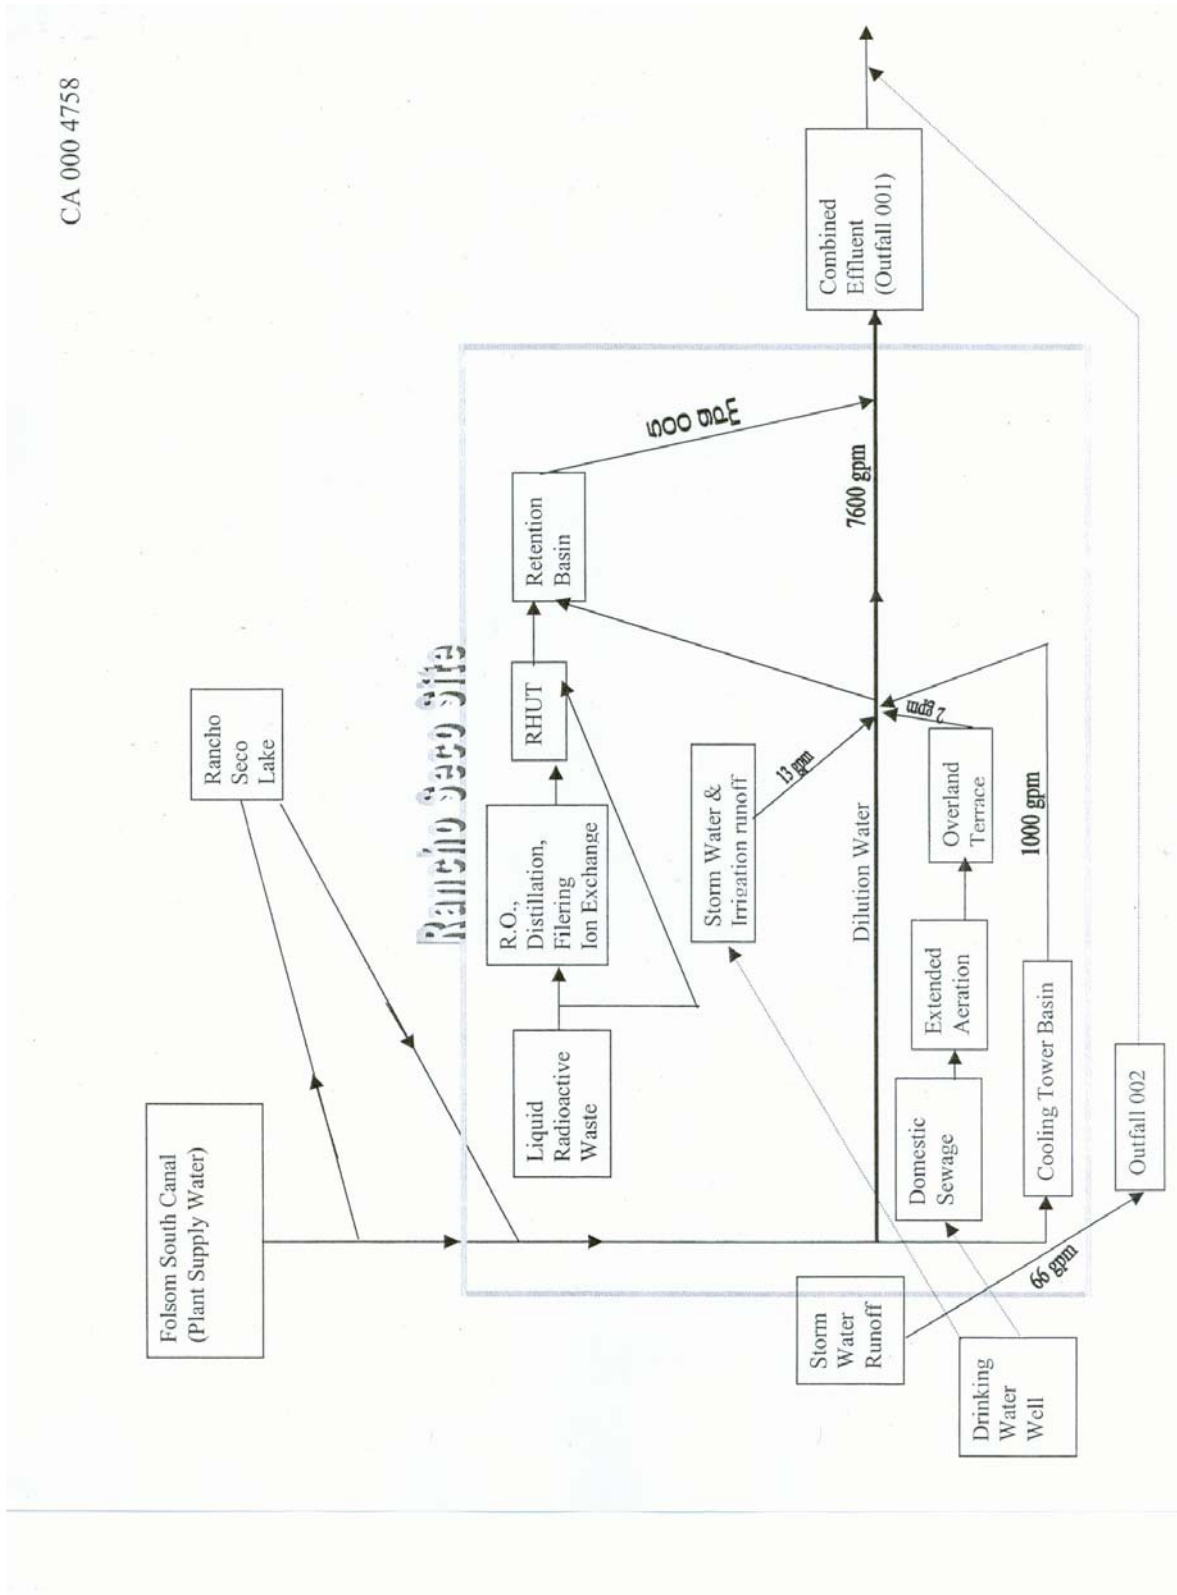 CA 000 4758
Folsom South Canal
(Plant Supply Water)
Rancho
Seco
Lake
Rancho Seco Site
Liquid
Radioactive
Waste
R.O.,
Distillation,
Filering
Ion Exchange
RHUT
Retention
Basin
500 gpm
Storm Water &
Irrigation runoff
13 gpm
Storm
Water
Runoff
Dilution Water
7600 gpm
Combined
Effluent
(Outfall 001)
Domestic
Sewage
Extended
Aeration
Overland
Terrace
2 gpm
Drinking
Water
Well
Cooling Tower Basin
1000 gpm
66 gpm
Outfall 002